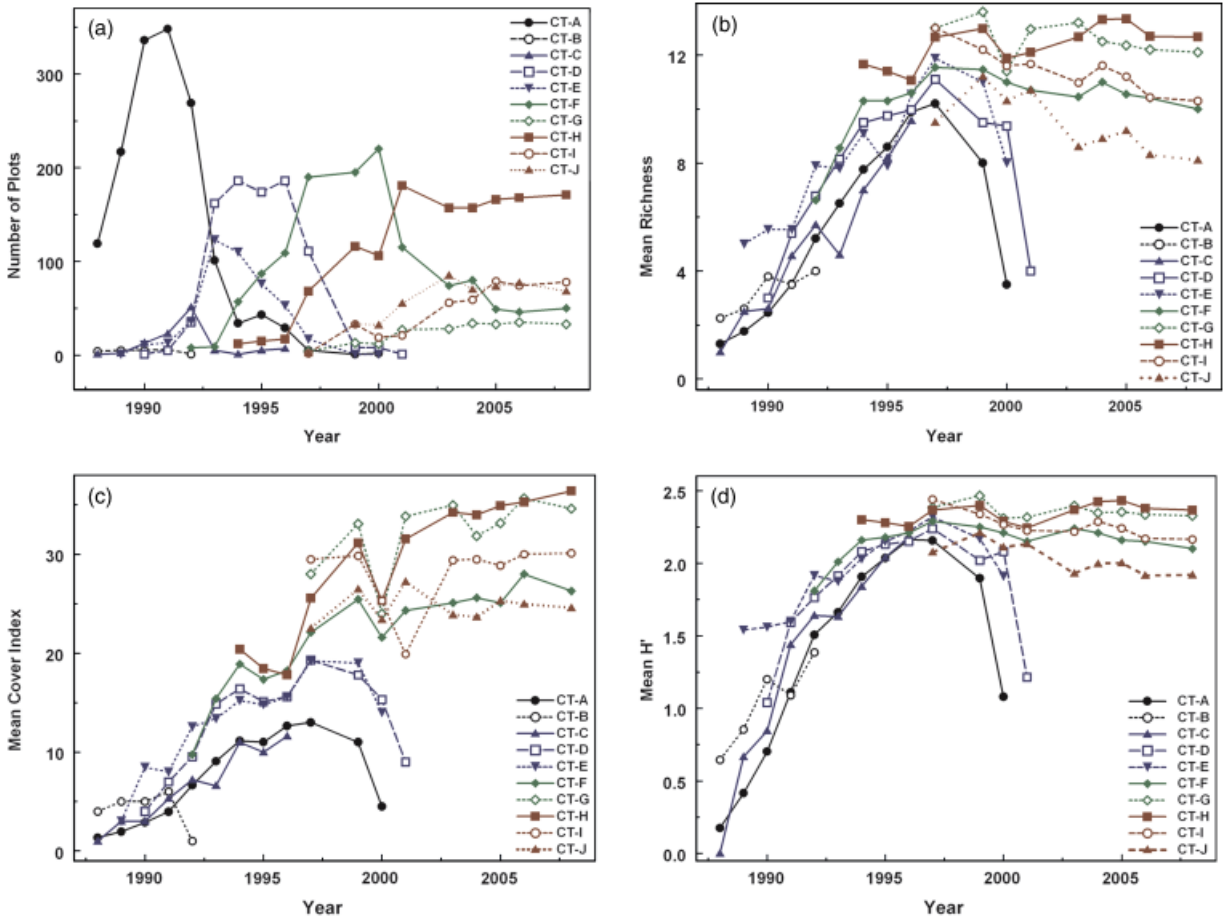 (a)
CT-A
CT-B
CT-C
CT-D
CT-E
CT-F
CT-G
CT-H
CT-I
CT-J
350
300
250
200
150
100
50
0
Number of Plots
1990 1995 2000 2005
Year
(b)
12
8
4
0
Mean Richness
CT-A
CT-B
CT-C
CT-D
CT-E
CT-F
CT-G
CT-H
CT-I
CT-J
1990 1995 2000 2005
Year
(c)
30
20
10
0
Mean Cover Index
CT-A
CT-B
CT-C
CT-D
CT-E
CT-F
CT-G
CT-H
CT-I
CT-J
1990 1995 2000 2005
Year
(d)
2.5
2.0
1.5
1.0
0.5
0.0
Mean H'
CT-A
CT-B
CT-C
CT-D
CT-E
CT-F
CT-G
CT-H
CT-I
CT-J
1990 1995 2000 2005
Year